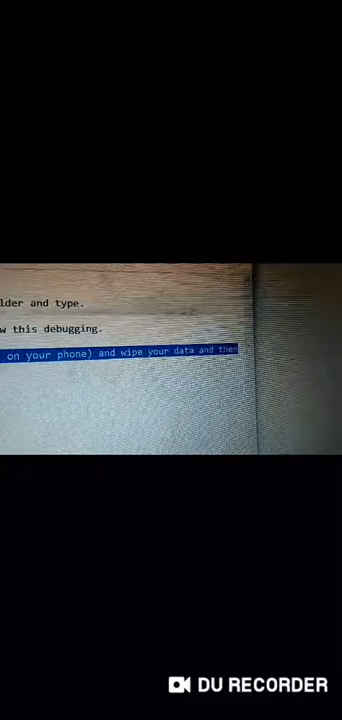 lder and type.
w this debugging.
on your phone) and wipe your data and then
DU RECORDER